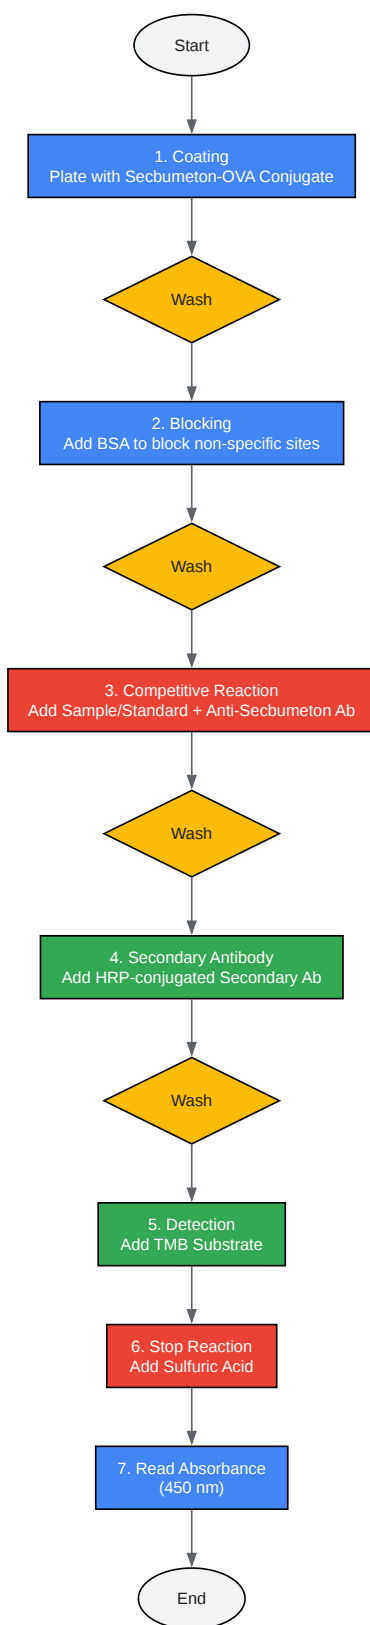 Start
1. Coating
Plate with Secbumeton-OVA Conjugate
Wash
2. Blocking
Add BSA to block non-specific sites
Wash
3. Competitive Reaction
Add Sample/Standard + Anti-Secbumeton Ab
Wash
4. Secondary Antibody
Add HRP-conjugated Secondary Ab
Wash
5. Detection
Add TMB Substrate
6. Stop Reaction
Add Sulfuric Acid
7. Read Absorbance
(450 nm)
End